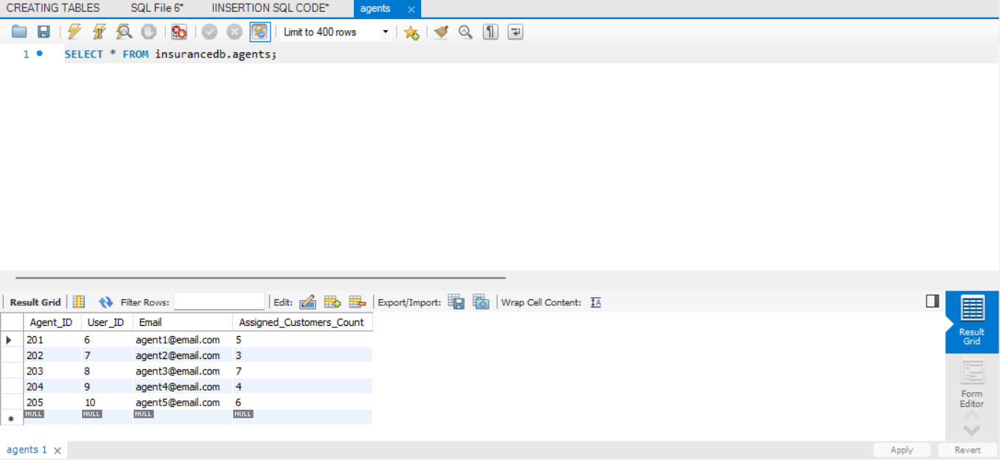 CREATING TABLES SQL File 6* IINSERTION SQL CODE* agents
Limit to 400 rows
1 SELECT * FROM insurancedb.agents;
Result Grid Filter Rows: Edit: Export/Import: Wrap Cell Content:
Agent_ID User_ID Email Assigned_Customers_Count
201 6 agent1@email.com 5
202 7 agent2@email.com 3
203 8 agent3@email.com 7
204 9 agent4@email.com 4
205 10 agent5@email.com 6
NULL NULL NULL NULL
Result
Grid
Form
Editor
agents 1 Apply Revert